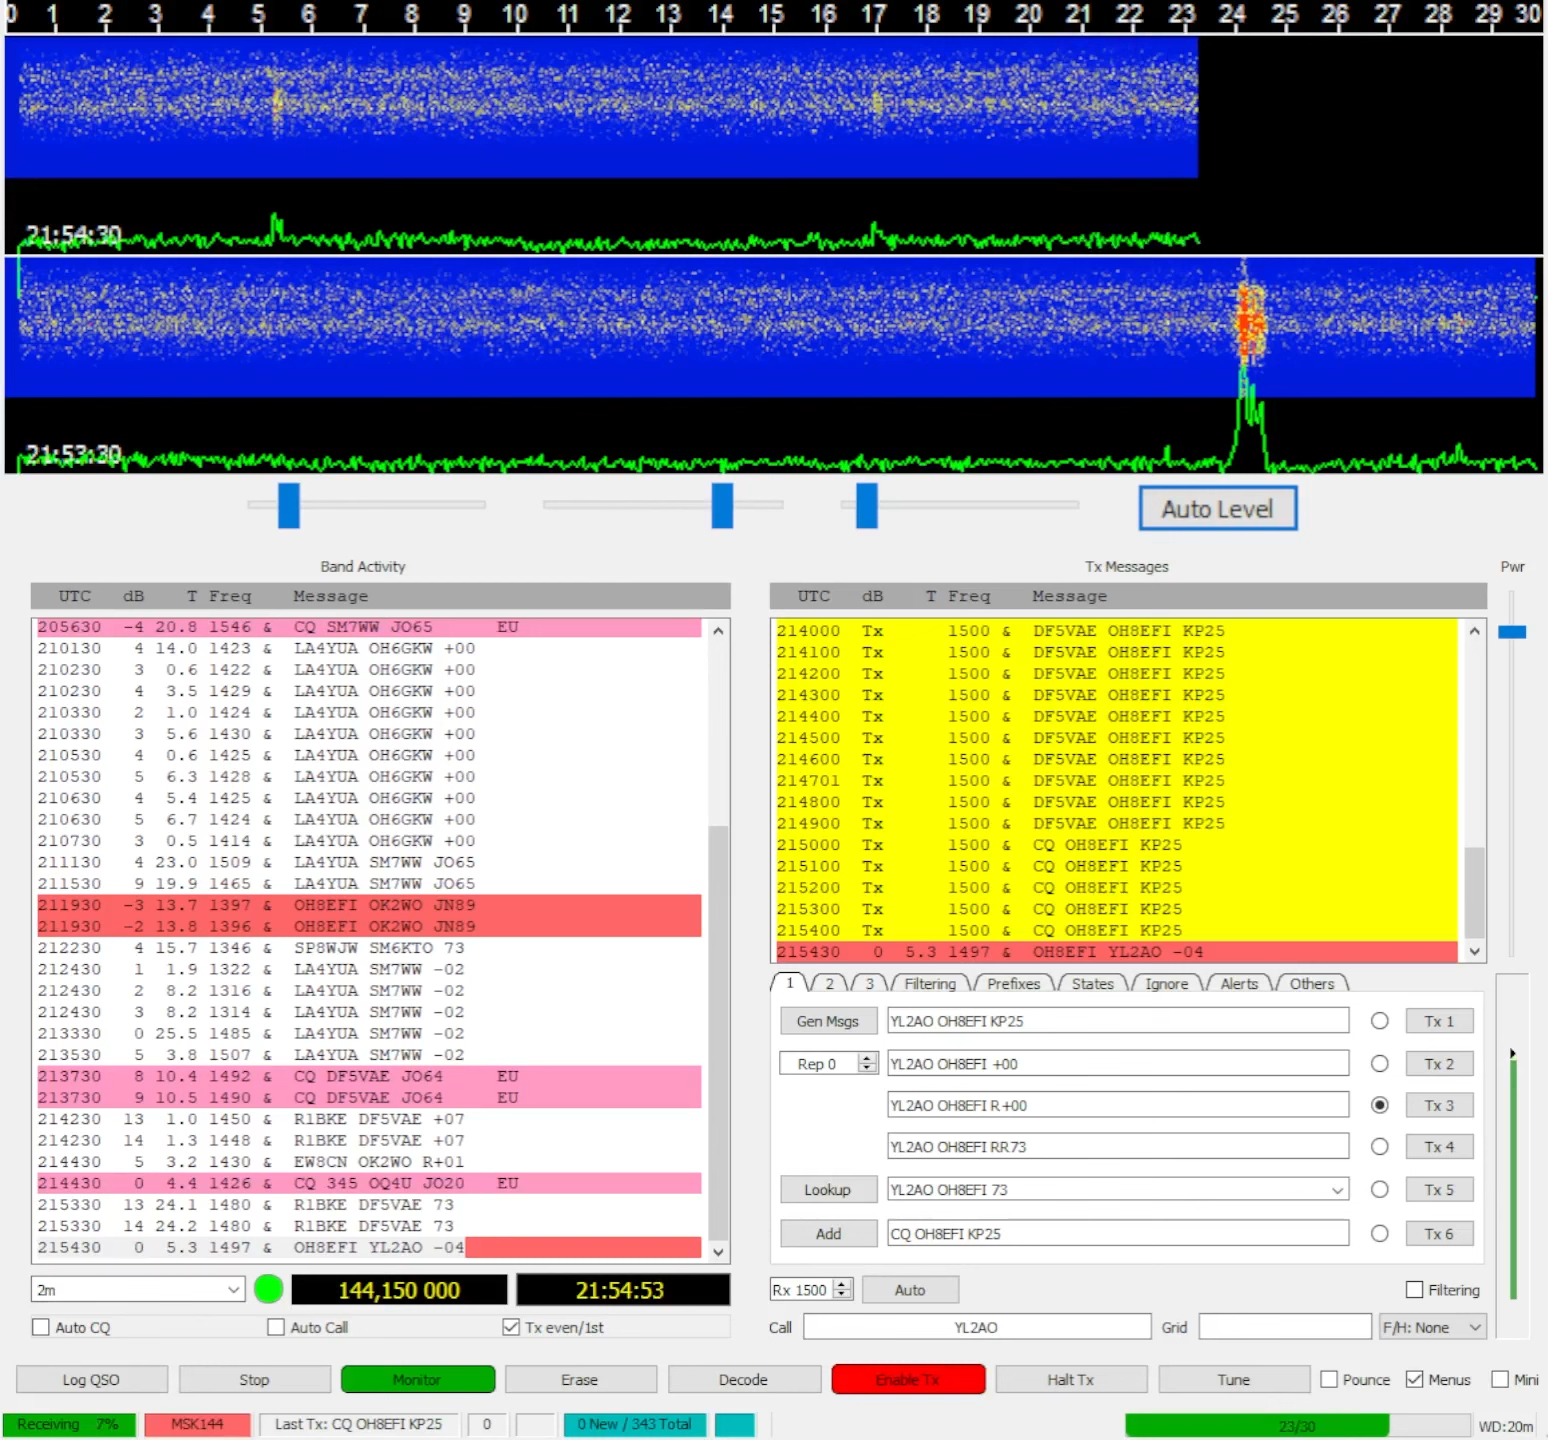 0 1 2 3 4 5 6 7 8 9 10 11 12 13 14 15 16 17 18 19 20 21 22 23 24 25 26 27 28 29 30
21:54:30
21:53:30
Auto Level
Band Activity
UTC dB T Freq Message
205630 -4 20.8 1546 & CQ SM7WW JO65 EU
210130 4 14.0 1423 & LA4YUA OH6GKW +00
210230 3 0.6 1422 & LA4YUA OH6GKW +00
210230 4 3.5 1429 & LA4YUA OH6GKW +00
210330 2 1.0 1424 & LA4YUA OH6GKW +00
210330 3 5.6 1430 & LA4YUA OH6GKW +00
210530 4 0.6 1425 & LA4YUA OH6GKW +00
210530 5 6.3 1428 & LA4YUA OH6GKW +00
210630 4 5.4 1425 & LA4YUA OH6GKW +00
210630 5 6.7 1424 & LA4YUA OH6GKW +00
210730 3 0.5 1414 & LA4YUA OH6GKW +00
211130 4 23.0 1509 & LA4YUA SM7WW JO65
211530 9 19.9 1465 & LA4YUA SM7WW JO65
211930 -3 13.7 1397 & OH8EFI OK2WO JN89
211930 -2 13.8 1396 & OH8EFI OK2WO JN89
212230 4 15.7 1346 & SP8WJW SM6KTO 73
212430 1 1.9 1322 & LA4YUA SM7WW -02
212430 2 8.2 1316 & LA4YUA SM7WW -02
212430 3 8.2 1314 & LA4YUA SM7WW -02
213330 0 25.5 1485 & LA4YUA SM7WW -02
213530 5 3.8 1507 & LA4YUA SM7WW -02
213730 8 10.4 1492 & CQ DF5VAE JO64 EU
213730 9 10.5 1490 & CQ DF5VAE JO64 EU
214230 13 1.0 1450 & R1BKE DF5VAE +07
214230 14 1.3 1448 & R1BKE DF5VAE +07
214430 5 3.2 1430 & EW8CN OK2WO R+01
214430 0 4.4 1426 & CQ 345 OQ4U JO20 EU
215330 13 24.1 1480 & R1BKE DF5VAE 73
215330 14 24.2 1480 & R1BKE DF5VAE 73
215430 0 5.3 1497 & OH8EFI YL2AO -04
Tx Messages
Pwr
UTC dB T Freq Message
214000 Tx 1500 & DF5VAE OH8EFI KP25
214100 Tx 1500 & DF5VAE OH8EFI KP25
214200 Tx 1500 & DF5VAE OH8EFI KP25
214300 Tx 1500 & DF5VAE OH8EFI KP25
214400 Tx 1500 & DF5VAE OH8EFI KP25
214500 Tx 1500 & DF5VAE OH8EFI KP25
214600 Tx 1500 & DF5VAE OH8EFI KP25
214701 Tx 1500 & DF5VAE OH8EFI KP25
214800 Tx 1500 & DF5VAE OH8EFI KP25
214900 Tx 1500 & DF5VAE OH8EFI KP25
215000 Tx 1500 & CQ OH8EFI KP25
215100 Tx 1500 & CQ OH8EFI KP25
215200 Tx 1500 & CQ OH8EFI KP25
215300 Tx 1500 & CQ OH8EFI KP25
215400 Tx 1500 & CQ OH8EFI KP25
215430 0 5.3 1497 & OH8EFI YL2AO -04
1 2 3 Filtering Prefixes States Ignore Alerts Others
Gen Msgs YL2AO OH8EFI KP25 Tx 1
Rep 0 YL2AO OH8EFI +00 Tx 2
YL2AO OH8EFI R+00 Tx 3
YL2AO OH8EFI RR73 Tx 4
Lookup YL2AO OH8EFI 73 Tx 5
Add CQ OH8EFI KP25 Tx 6
2m 144,150 000 21:54:53
Rx 1500 Auto Filtering
Auto CQ Auto Call Tx even/1st
Call YL2AO Grid F/H: None
Log QSO Stop Monitor Erase Decode Enable Tx Halt Tx Tune Pounce Menus Mini
Receiving 7% MSK144 Last Tx: CQ OH8EFI KP25 0 0 New / 343 Total 23/30 WD:20m